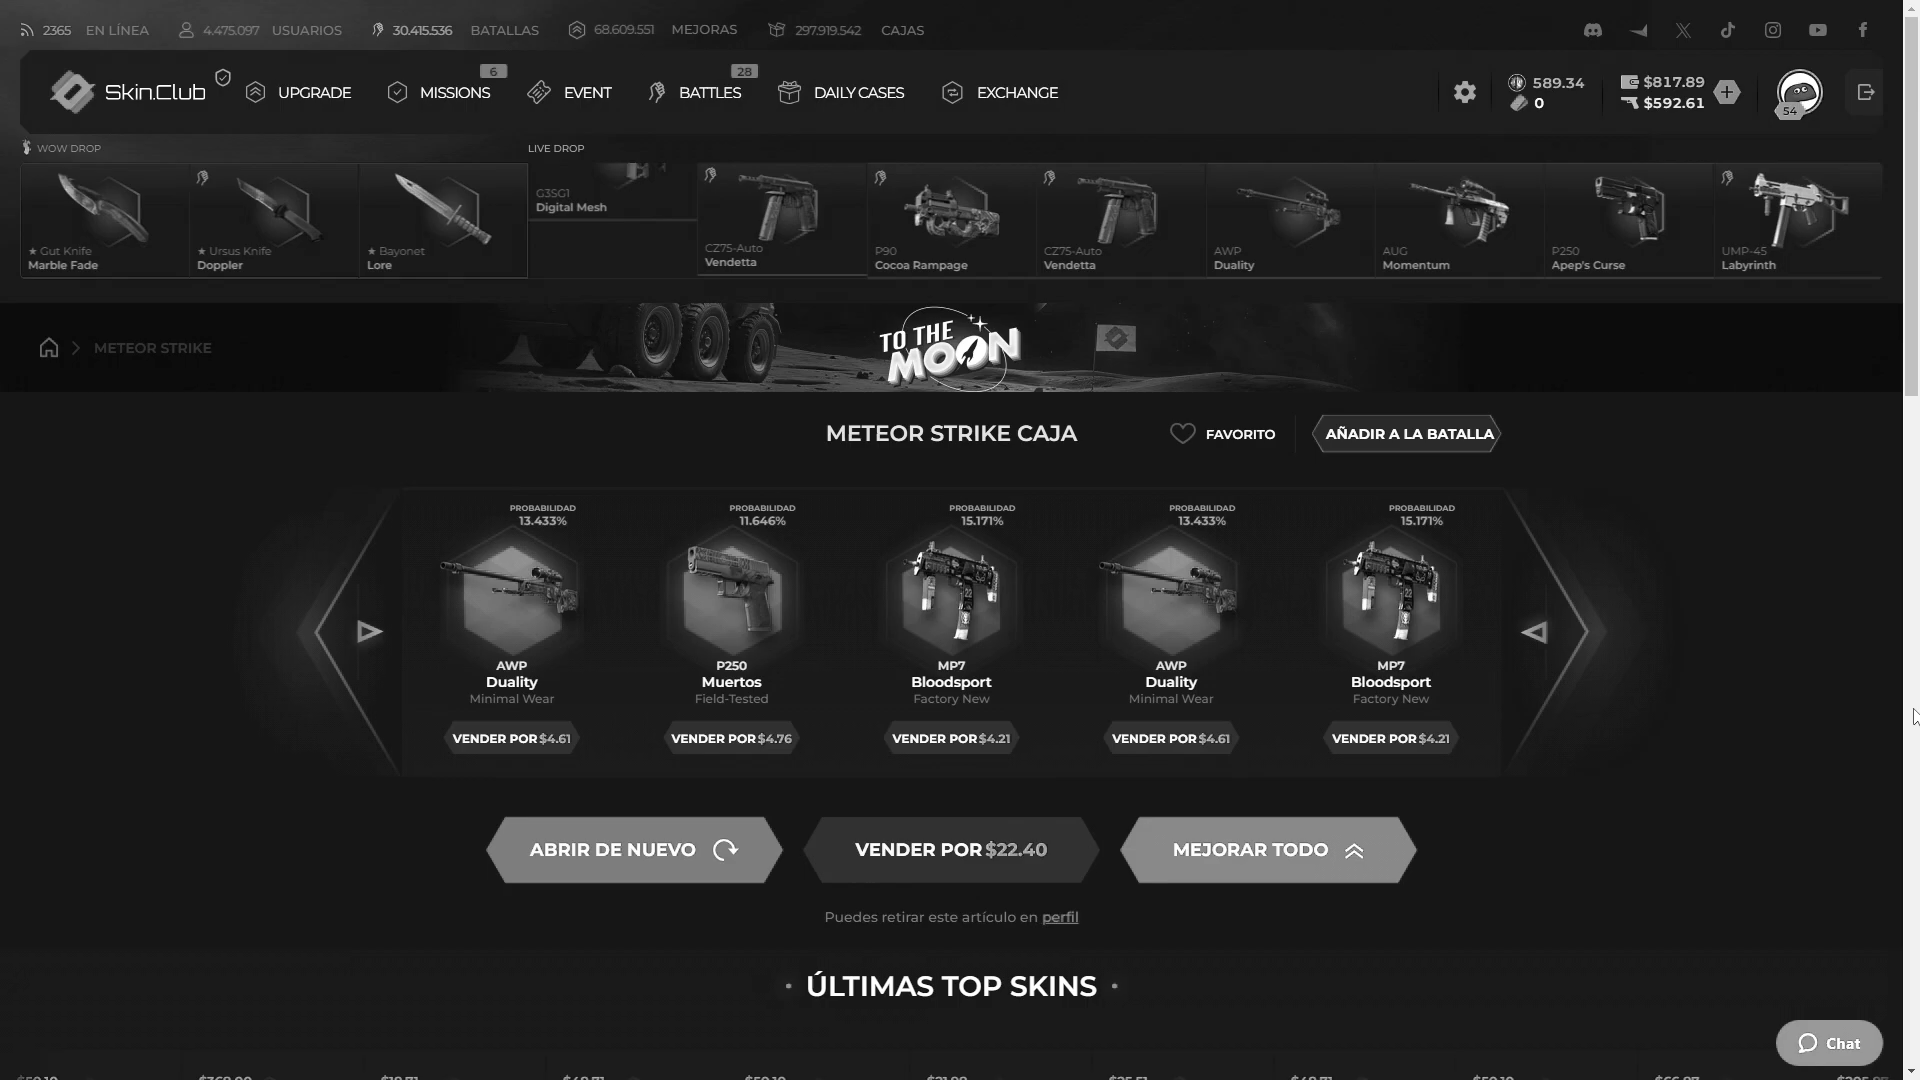 2365 EN LÍNEA 4.475.097 USUARIOS 30.415.536 BATALLAS 68.609.551 MEJORAS 297.919.542 CAJAS
Skin.Club UPGRADE MISSIONS 6 EVENT BATTLES 28 DAILY CASES EXCHANGE
589.34
0
$817.89
$592.61
54
WOW DROP
LIVE DROP
★ Gut Knife
Marble Fade
★ Ursus Knife
Doppler
★ Bayonet
Lore
G3SG1
Digital Mesh
CZ75-Auto
Vendetta
P90
Cocoa Rampage
CZ75-Auto
Vendetta
AWP
Duality
AUG
Momentum
P250
Apep's Curse
UMP-45
Labyrinth
METEOR STRIKE
TO THE
MOON
METEOR STRIKE CAJA
FAVORITO
AÑADIR A LA BATALLA
PROBABILIDAD
13.433%
AWP
Duality
Minimal Wear
VENDER POR $4.61
PROBABILIDAD
11.646%
P250
Muertos
Field-Tested
VENDER POR $4.76
PROBABILIDAD
15.171%
MP7
Bloodsport
Factory New
VENDER POR $4.21
PROBABILIDAD
13.433%
AWP
Duality
Minimal Wear
VENDER POR $4.61
PROBABILIDAD
15.171%
MP7
Bloodsport
Factory New
VENDER POR $4.21
ABRIR DE NUEVO
VENDER POR $22.40
MEJORAR TODO
Puedes retirar este artículo en perfil
· ÚLTIMAS TOP SKINS ·
Chat